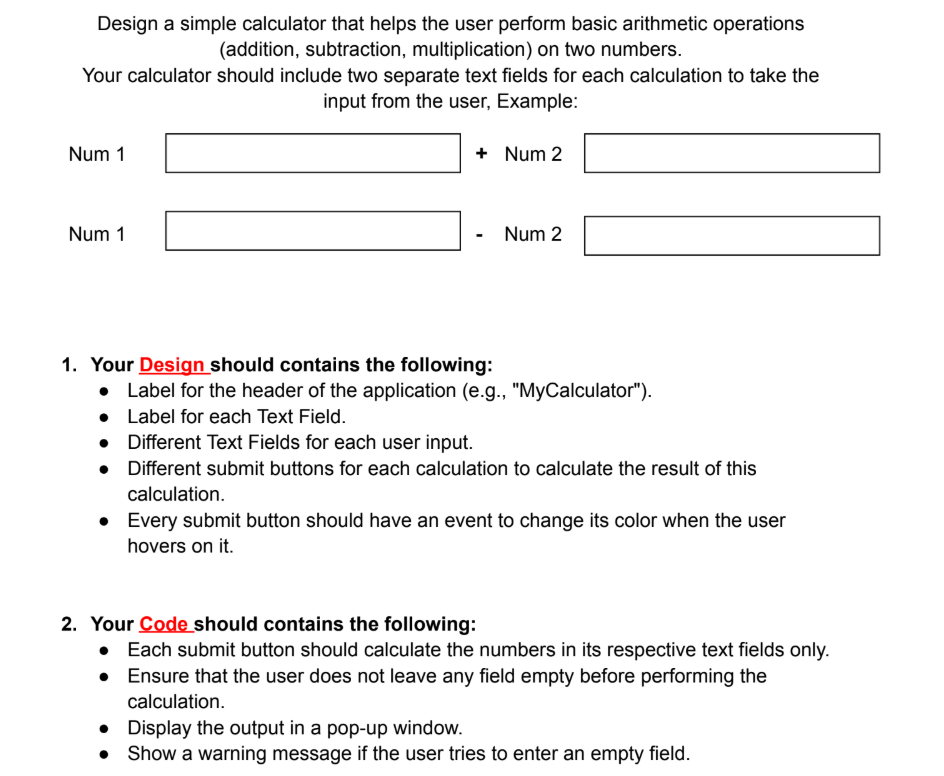 Design a simple calculator that helps the user perform basic arithmetic operations
(addition, subtraction, multiplication) on two numbers.
Your calculator should include two separate text fields for each calculation to take the
input from the user, Example:
Num 1 + Num 2
Num 1 - Num 2
1. Your Design should contains the following:
● Label for the header of the application (e.g., "MyCalculator").
● Label for each Text Field.
● Different Text Fields for each user input.
● Different submit buttons for each calculation to calculate the result of this
calculation.
● Every submit button should have an event to change its color when the user
hovers on it.
2. Your Code should contains the following:
● Each submit button should calculate the numbers in its respective text fields only.
● Ensure that the user does not leave any field empty before performing the
calculation.
● Display the output in a pop-up window.
● Show a warning message if the user tries to enter an empty field.